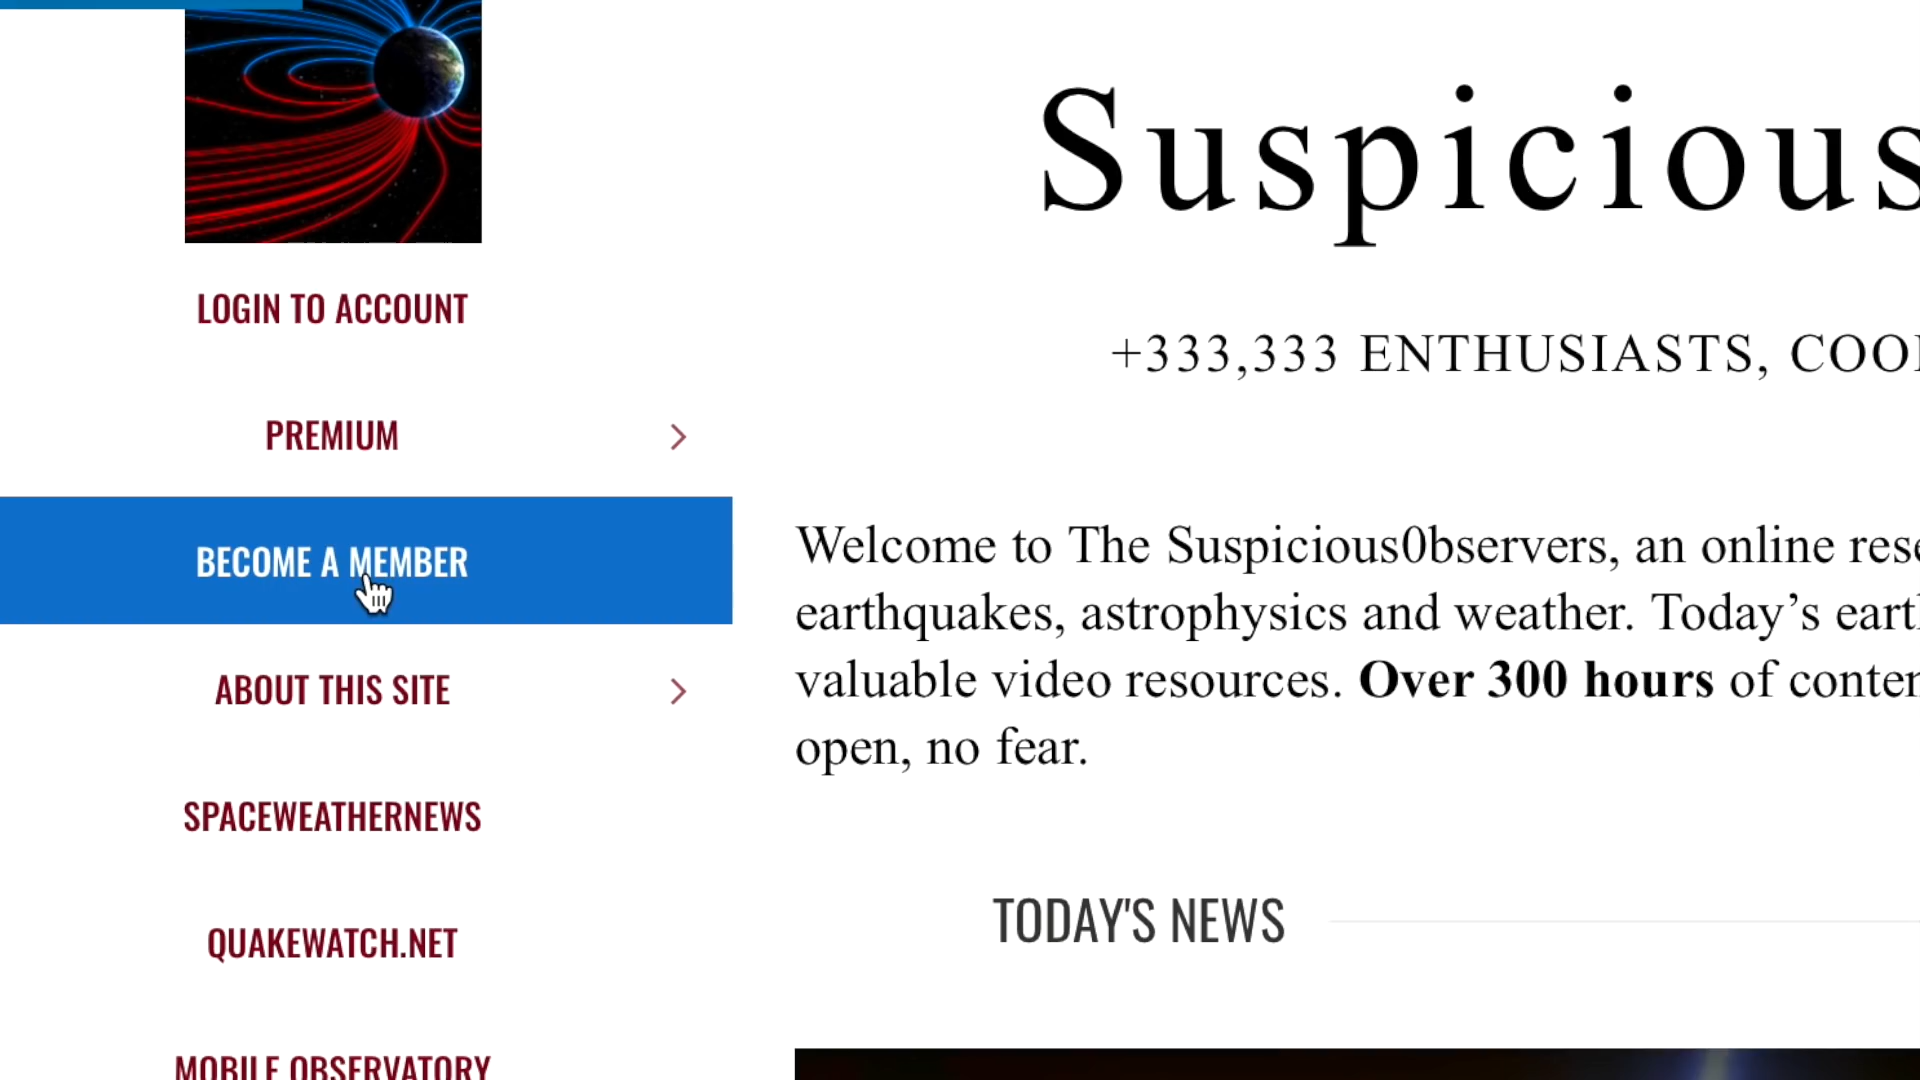 LOGIN TO ACCOUNT
PREMIUM
BECOME A MEMBER
ABOUT THIS SITE
SPACEWEATHERNEWS
QUAKEWATCH.NET
MOBILE OBSERVATORY
Suspicious
+333,333 ENTHUSIASTS,
Welcome to The Suspicious0bservers, an online
earthquakes, astrophysics and weather. Today’s
valuable video resources. Over 300 hours of
open, no fear.
TODAY'S NEWS